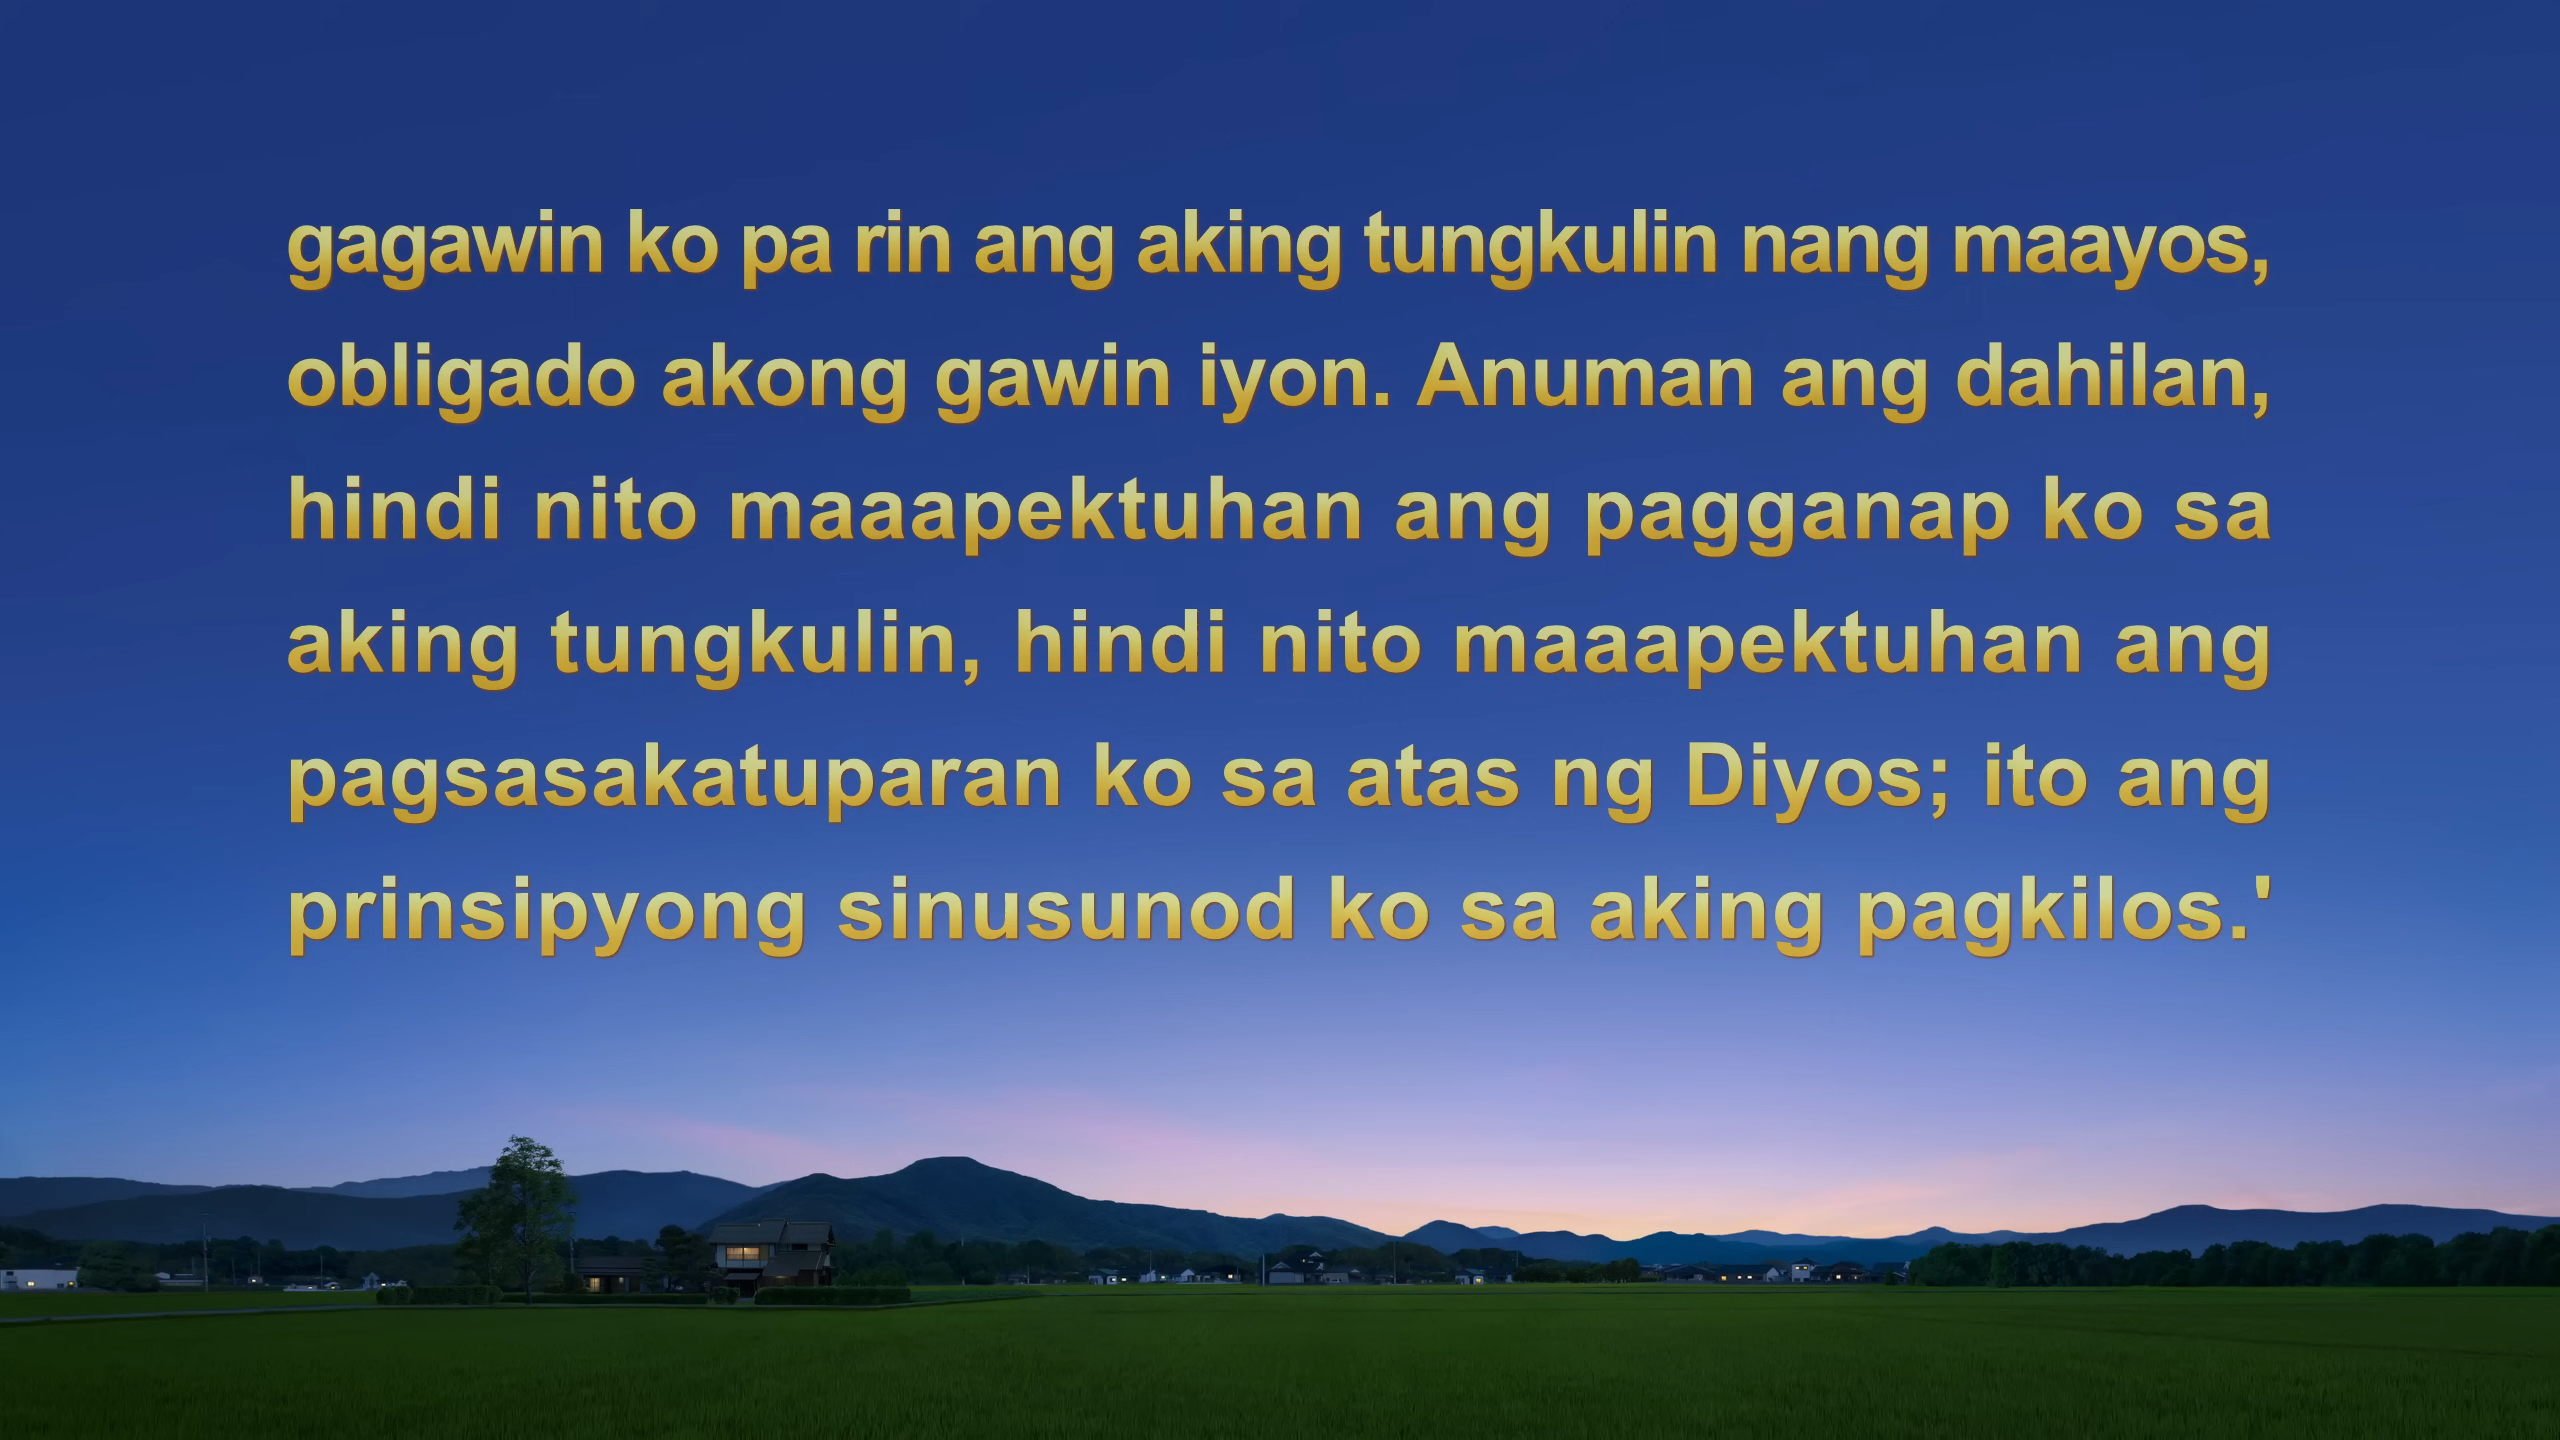 gagawin ko pa rin ang aking tungkulin nang maayos,
obligado akong gawin iyon. Anuman ang dahilan,
hindi nito maaapektuhan ang pagganap ko sa
aking tungkulin, hindi nito maaapektuhan ang
pagsasakatuparan ko sa atas ng Diyos; ito ang
prinsipyong sinusunod ko sa aking pagkilos.'